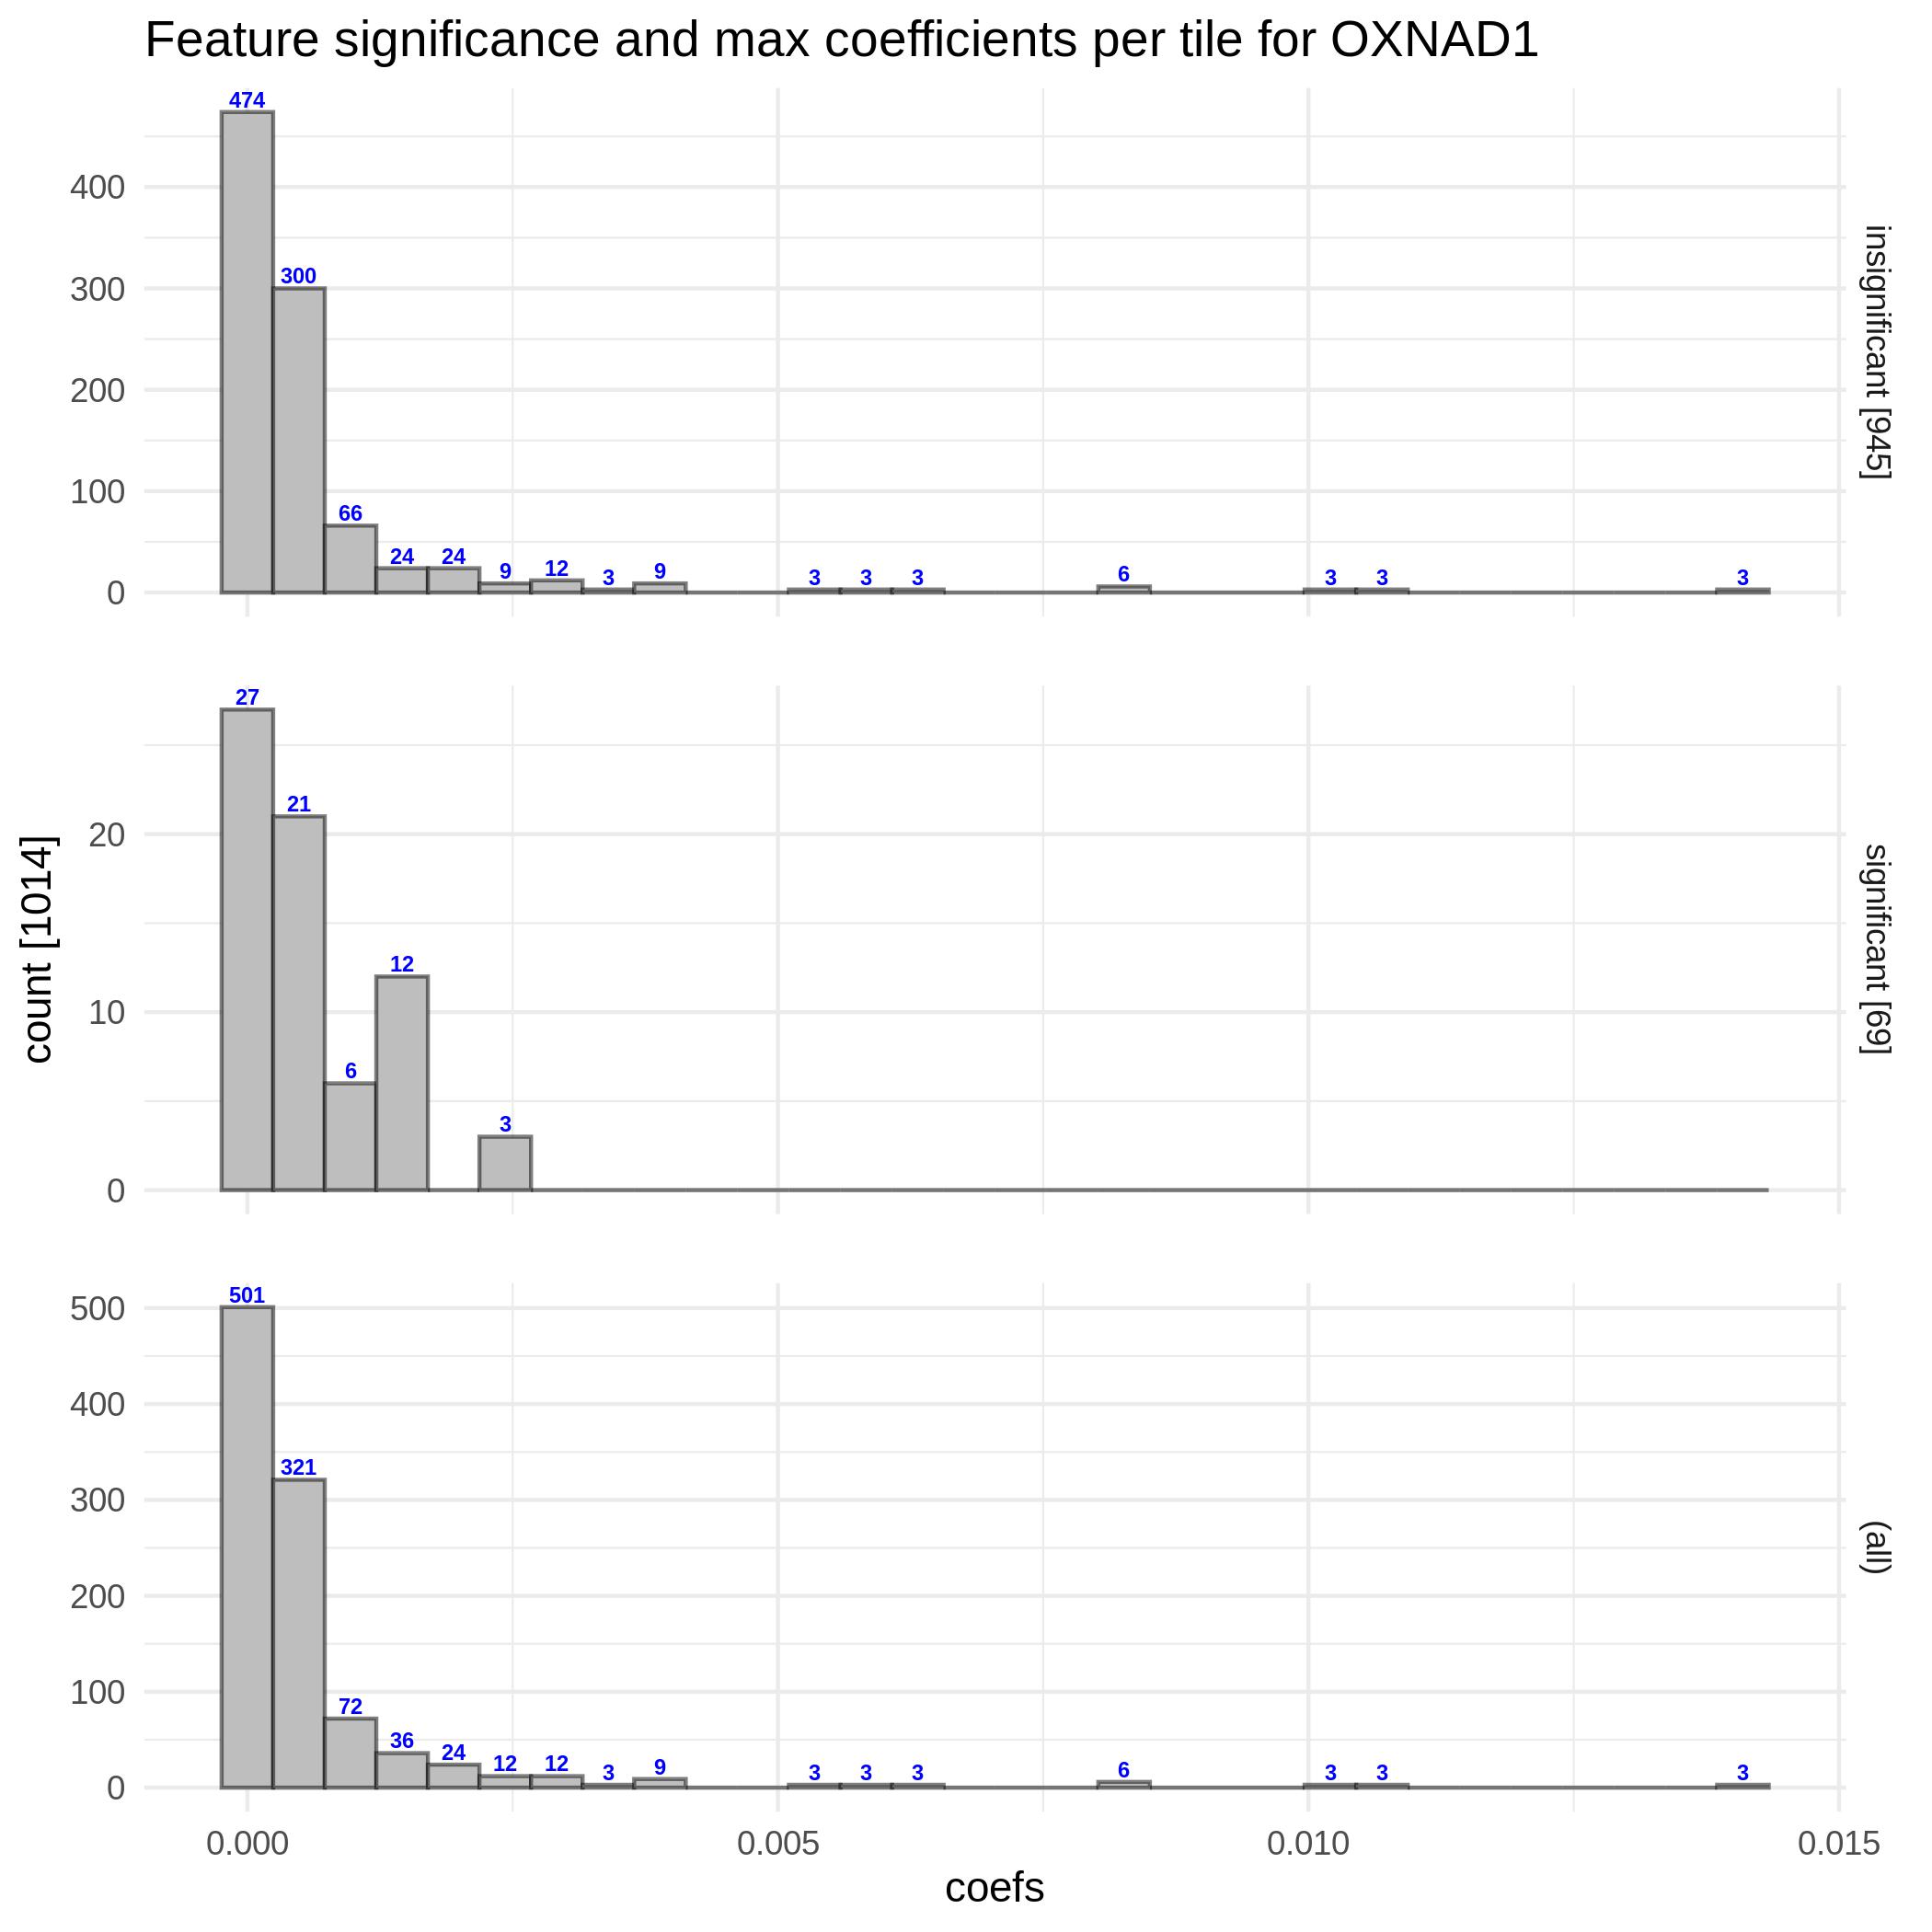 Feature significance and max coefficients per tile for OXNAD1
474
400
300
300
200
100
66
24 24 9 12 3 9 3 3 3 6 3 3 3
0
insignificant [945]
27
21
20
12
10
6
3
0
significant [69]
count [1014]
501
500
400
321
300
200
100
72
36 24 12 12 3 9 3 3 3 6 3 3 3
0
(all)
0.000 0.005 0.010 0.015
coefs